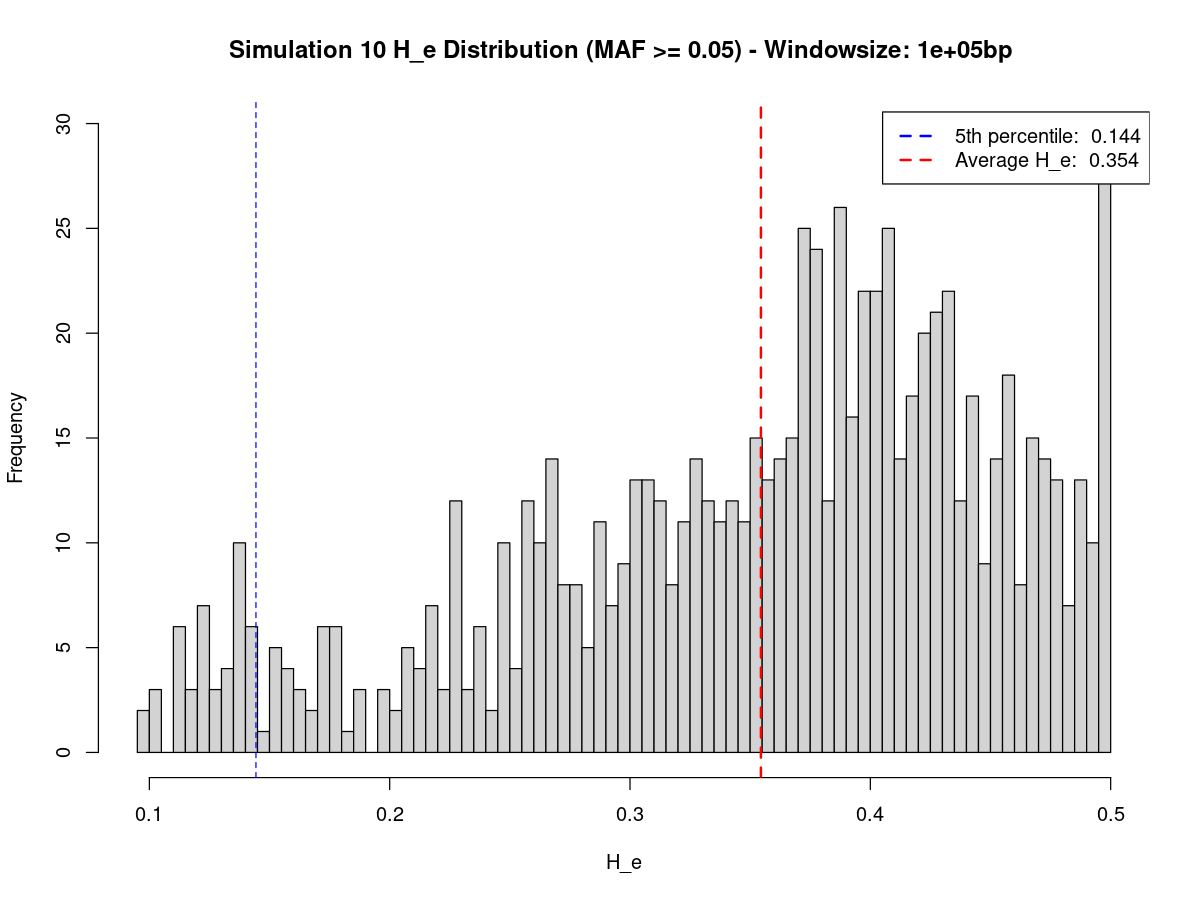 Simulation 10 H_e Distribution (MAF >= 0.05) - Windowsize: 1e+05bp
5th percentile: 0.144
Average H_e: 0.354
Frequency
30
25
20
15
10
5
0
0.1 0.2 0.3 0.4 0.5
H_e